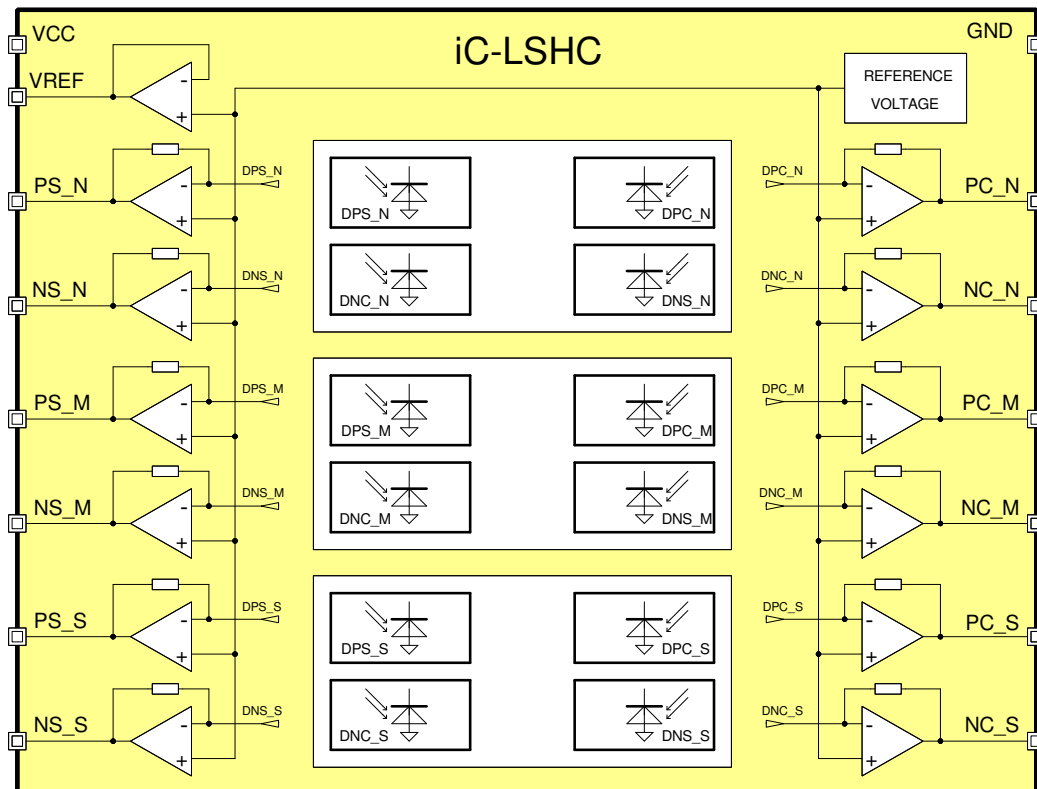 VCC
iC-LSHC
GND
VREF
-
+
REFERENCE
VOLTAGE
PS_N
-
+
DPS_N
DPS_N
DPC_N
DPC_N
-
+
PC_N
NS_N
-
+
DNS_N
DNC_N
DNS_N
DNC_N
-
+
NC_N
PS_M
-
+
DPS_M
DPS_M
DPC_M
DPC_M
-
+
PC_M
NS_M
-
+
DNS_M
DNC_M
DNS_M
DNC_M
-
+
NC_M
PS_S
-
+
DPS_S
DPS_S
DPC_S
DPC_S
-
+
PC_S
NS_S
-
+
DNS_S
DNC_S
DNS_S
DNC_S
-
+
NC_S